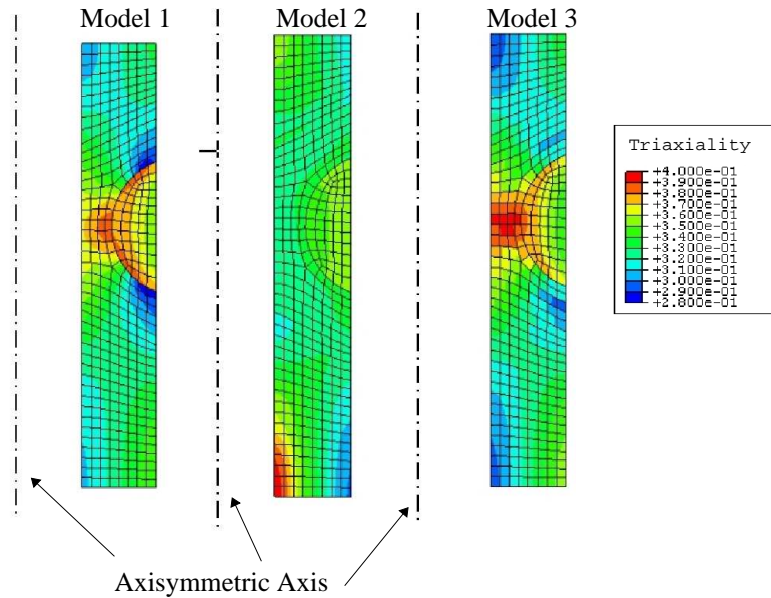 Model 1
Model 2
Model 3
Triaxiality
+4.000e-01
+3.900e-01
+3.800e-01
+3.700e-01
+3.600e-01
+3.500e-01
+3.400e-01
+3.300e-01
+3.200e-01
+3.100e-01
+3.000e-01
+2.900e-01
+2.800e-01
Axisymmetric Axis